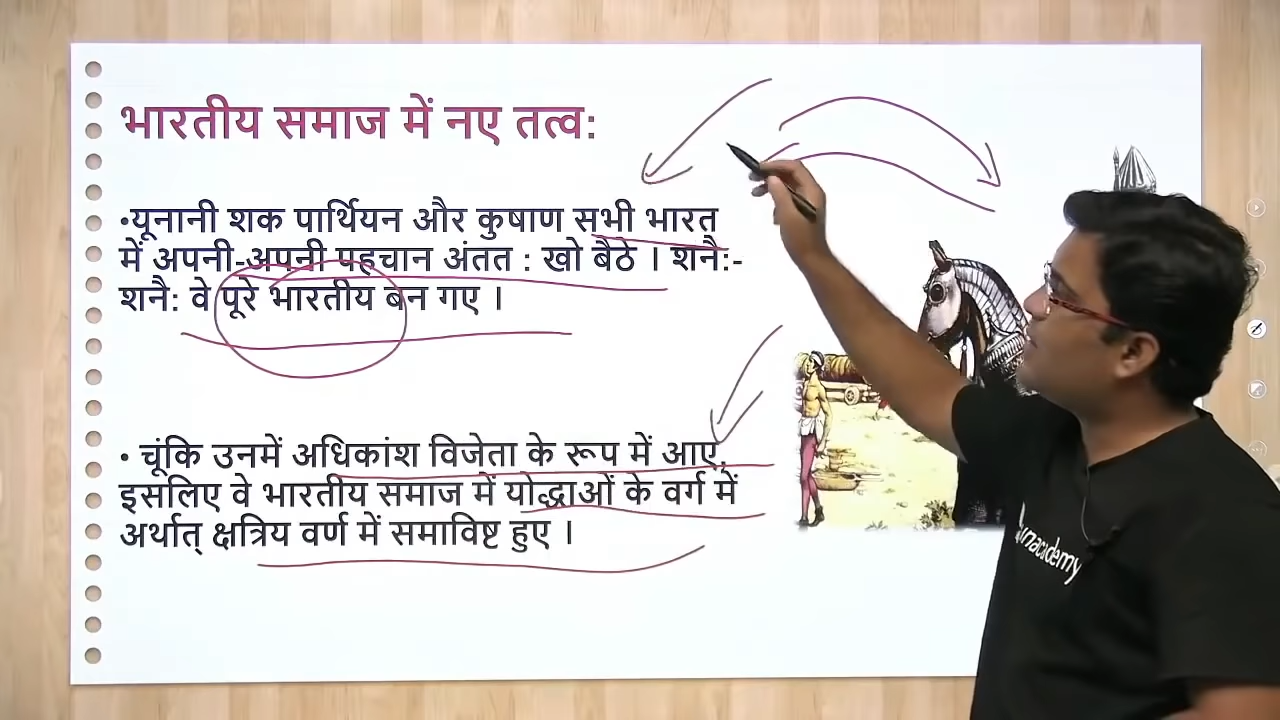 भारतीय समाज में नए तत्व:
•यूनानी शक पार्थियन और कुषाण सभी भारत
में अपनी-अपनी पहचान अंतत : खो बैठे । शनै:-
शनै: वे पूरे भारतीय बन गए ।
• चूंकि उनमें अधिकांश विजेता के रूप में आए,
इसलिए वे भारतीय समाज में योद्धाओं के वर्ग में
अर्थात् क्षत्रिय वर्ण में समाविष्ट हुए ।
unacademy